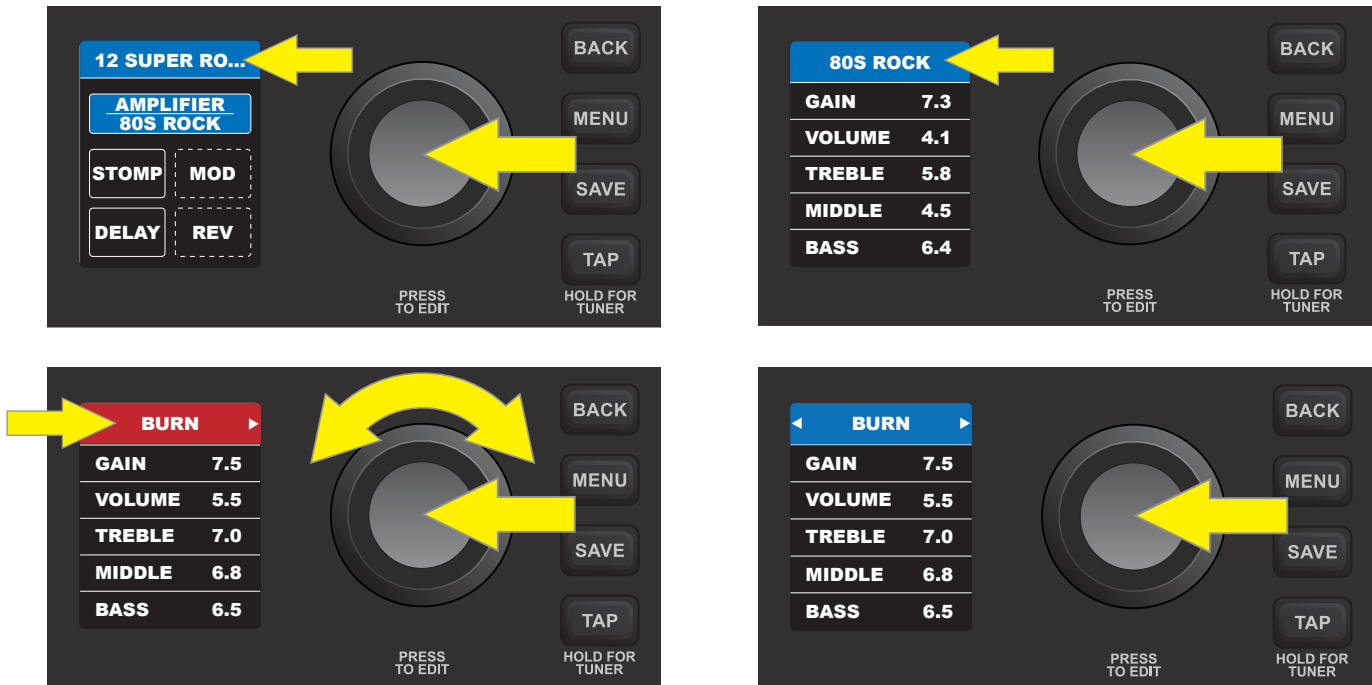 12 SUPER RO...
AMPLIFIER
80S ROCK
STOMP MOD
DELAY REV
PRESS
TO EDIT
BACK
MENU
SAVE
TAP
HOLD FOR
TUNER
80S ROCK
GAIN 7.3
VOLUME 4.1
TREBLE 5.8
MIDDLE 4.5
BASS 6.4
PRESS
TO EDIT
BACK
MENU
SAVE
TAP
HOLD FOR
TUNER
BURN
GAIN 7.5
VOLUME 5.5
TREBLE 7.0
MIDDLE 6.8
BASS 6.5
PRESS
TO EDIT
BACK
MENU
SAVE
TAP
HOLD FOR
TUNER
BURN
GAIN 7.5
VOLUME 5.5
TREBLE 7.0
MIDDLE 6.8
BASS 6.5
PRESS
TO EDIT
BACK
MENU
SAVE
TAP
HOLD FOR
TUNER